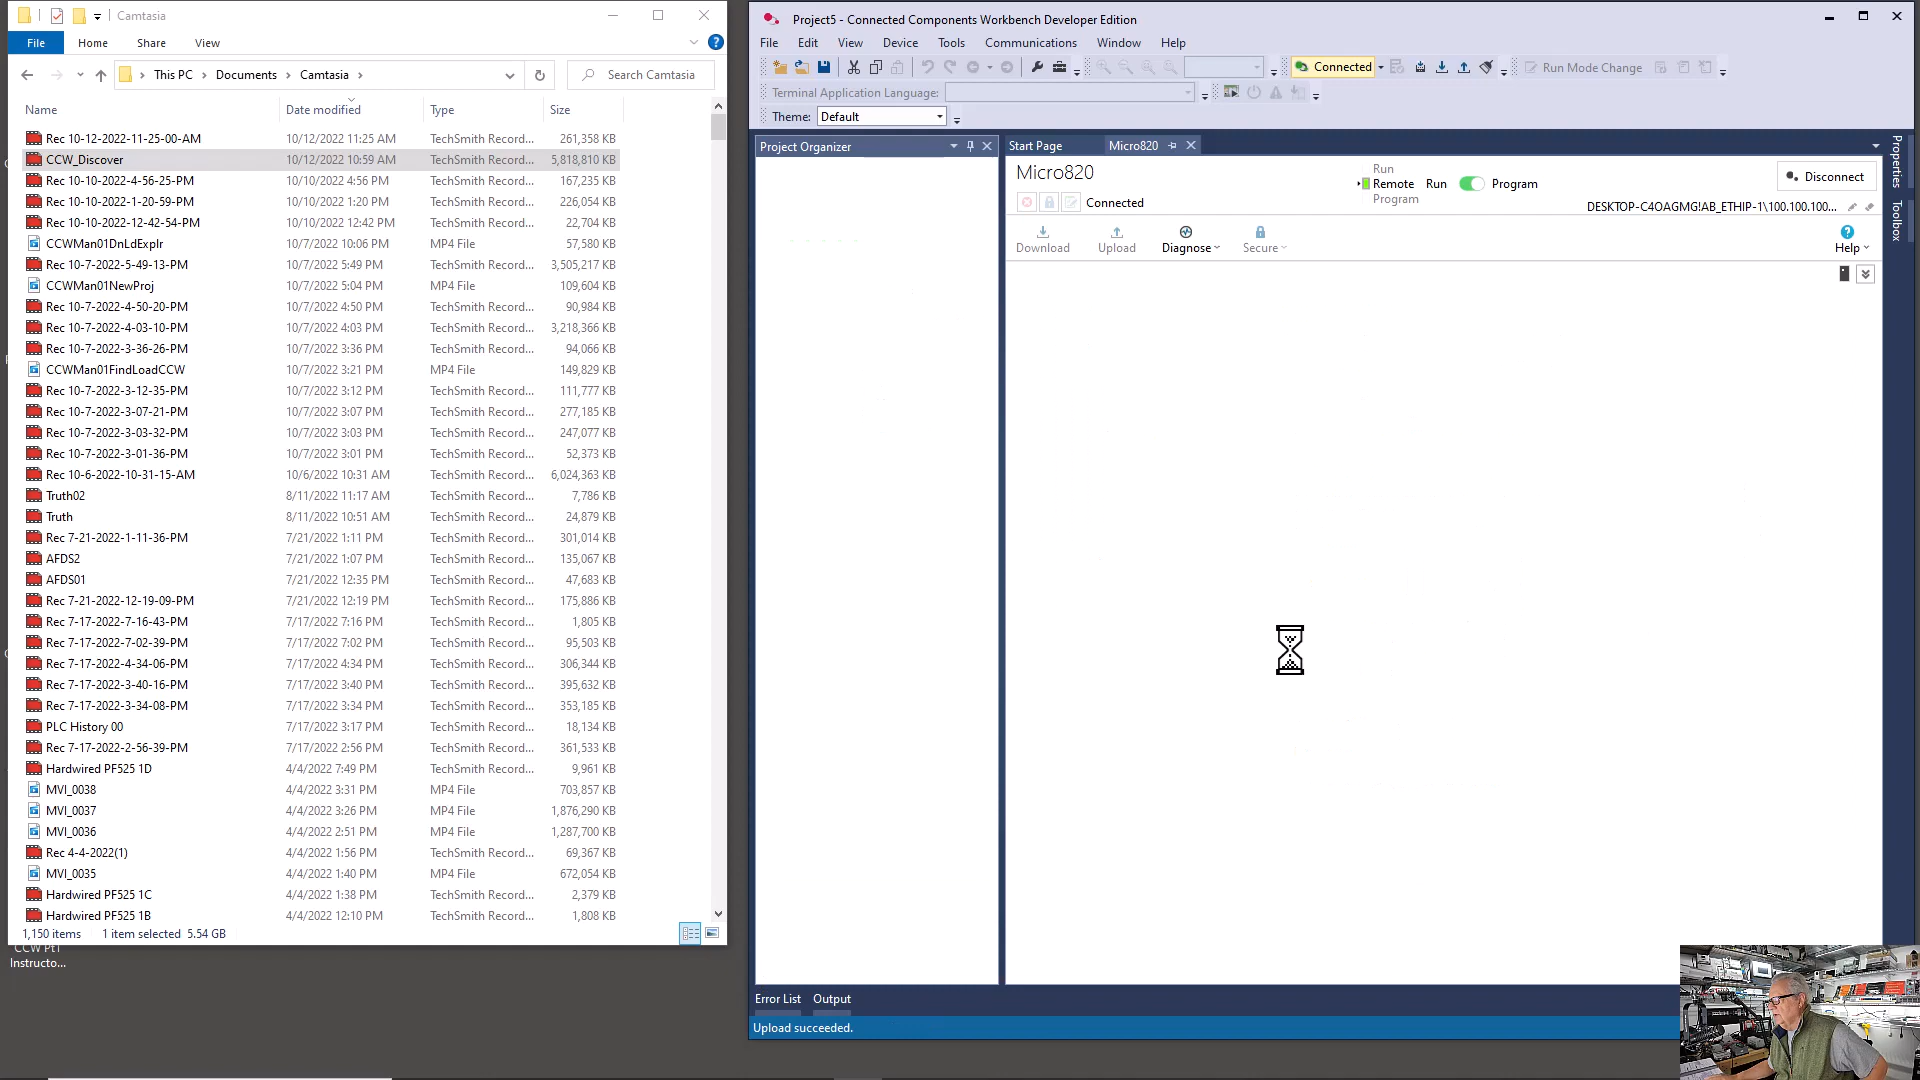 Camtasia
File Home Share View
This PC Documents Camtasia
Search Camtasia
Name Date modified Type Size
Rec 10-12-2022-11-25-00-AM 10/12/2022 11:25 AM TechSmith Record... 261,358 KB
CCW_Discover 10/12/2022 10:59 AM TechSmith Record... 5,818,810 KB
Rec 10-10-2022-4-56-25-PM 10/10/2022 4:56 PM TechSmith Record... 167,235 KB
Rec 10-10-2022-1-20-59-PM 10/10/2022 1:20 PM TechSmith Record... 226,054 KB
Rec 10-10-2022-12-42-54-PM 10/10/2022 12:42 PM TechSmith Record... 22,704 KB
CCWMan01DnLdExplr 10/7/2022 10:06 PM MP4 File 57,580 KB
Rec 10-7-2022-5-49-13-PM 10/7/2022 5:49 PM TechSmith Record... 3,505,217 KB
CCWMan01NewProj 10/7/2022 5:04 PM MP4 File 109,604 KB
Rec 10-7-2022-4-50-20-PM 10/7/2022 4:50 PM TechSmith Record... 90,984 KB
Rec 10-7-2022-4-03-10-PM 10/7/2022 4:03 PM TechSmith Record... 3,218,366 KB
Rec 10-7-2022-3-36-26-PM 10/7/2022 3:36 PM TechSmith Record... 94,066 KB
CCWMan01FindLoadCCW 10/7/2022 3:21 PM MP4 File 149,829 KB
Rec 10-7-2022-3-12-35-PM 10/7/2022 3:12 PM TechSmith Record... 111,777 KB
Rec 10-7-2022-3-07-21-PM 10/7/2022 3:07 PM TechSmith Record... 277,185 KB
Rec 10-7-2022-3-03-32-PM 10/7/2022 3:03 PM TechSmith Record... 247,077 KB
Rec 10-7-2022-3-01-36-PM 10/7/2022 3:01 PM TechSmith Record... 52,373 KB
Rec 10-6-2022-10-31-15-AM 10/6/2022 10:31 AM TechSmith Record... 6,024,363 KB
Truth02 8/11/2022 11:17 AM TechSmith Record... 7,786 KB
Truth 8/11/2022 10:51 AM TechSmith Record... 24,879 KB
Rec 7-21-2022-1-11-36-PM 7/21/2022 1:11 PM TechSmith Record... 301,014 KB
AFDS2 7/21/2022 1:07 PM TechSmith Record... 135,067 KB
AFDS01 7/21/2022 12:35 PM TechSmith Record... 47,683 KB
Rec 7-21-2022-12-19-09-PM 7/21/2022 12:19 PM TechSmith Record... 175,886 KB
Rec 7-17-2022-7-16-43-PM 7/17/2022 7:16 PM TechSmith Record... 1,805 KB
Rec 7-17-2022-7-02-39-PM 7/17/2022 7:02 PM TechSmith Record... 95,503 KB
Rec 7-17-2022-4-34-06-PM 7/17/2022 4:34 PM TechSmith Record... 306,344 KB
Rec 7-17-2022-3-40-16-PM 7/17/2022 3:40 PM TechSmith Record... 395,632 KB
Rec 7-17-2022-3-34-08-PM 7/17/2022 3:34 PM TechSmith Record... 353,185 KB
PLC History 00 7/17/2022 3:17 PM TechSmith Record... 18,134 KB
Rec 7-17-2022-2-56-39-PM 7/17/2022 2:56 PM TechSmith Record... 361,533 KB
Hardwired PF525 1D 4/4/2022 7:49 PM TechSmith Record... 9,961 KB
MVI_0038 4/4/2022 3:31 PM MP4 File 703,857 KB
MVI_0037 4/4/2022 3:26 PM MP4 File 1,876,290 KB
MVI_0036 4/4/2022 2:51 PM MP4 File 1,287,700 KB
Rec 4-4-2022(1) 4/4/2022 1:56 PM TechSmith Record... 69,367 KB
MVI_0035 4/4/2022 1:40 PM MP4 File 672,054 KB
Hardwired PF525 1C 4/4/2022 1:38 PM TechSmith Record... 2,379 KB
Hardwired PF525 1B 4/4/2022 12:10 PM TechSmith Record... 1,808 KB
1,150 items 1 item selected 5.54 GB
CCW Pt1
Instructo...
Project5 - Connected Components Workbench Developer Edition
File Edit View Device Tools Communications Window Help
Connected Run Mode Change
Terminal Application Language:
Theme: Default
Project Organizer
Start Page Micro820
Micro820
Connected
Run
Remote Run Program
Program
Disconnect
DESKTOP-C4OAGMG!AB_ETHIP-1\100.100.100...
Download Upload Diagnose Secure Help
Properties
Toolbox
Error List Output
Upload succeeded.